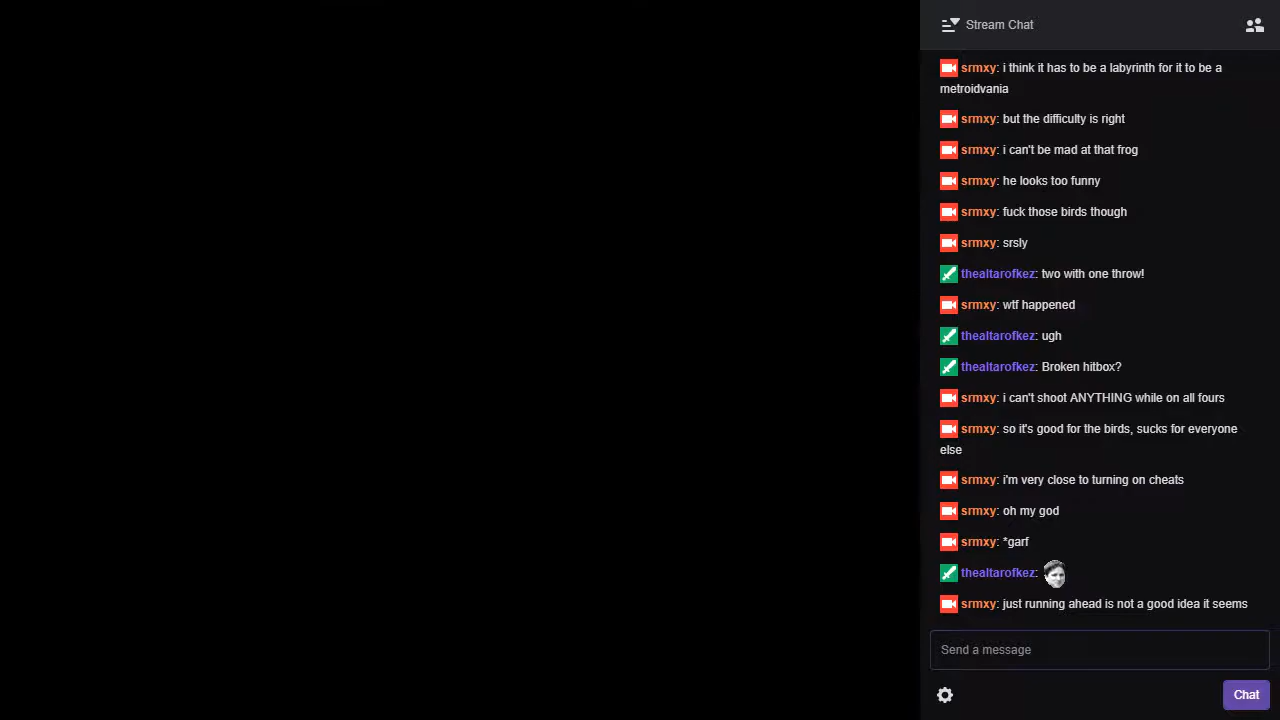 Stream Chat
srmxy: i think it has to be a labyrinth for it to be a
metroidvania
srmxy: but the difficulty is right
srmxy: i can't be mad at that frog
srmxy: he looks too funny
srmxy: fuck those birds though
srmxy: srsly
thealtarofkez: two with one throw!
srmxy: wtf happened
thealtarofkez: ugh
thealtarofkez: Broken hitbox?
srmxy: i can't shoot ANYTHING while on all fours
srmxy: so it's good for the birds, sucks for everyone
else
srmxy: i'm very close to turning on cheats
srmxy: oh my god
srmxy: *garf
thealtarofkez:
srmxy: just running ahead is not a good idea it seems
Send a message
Chat